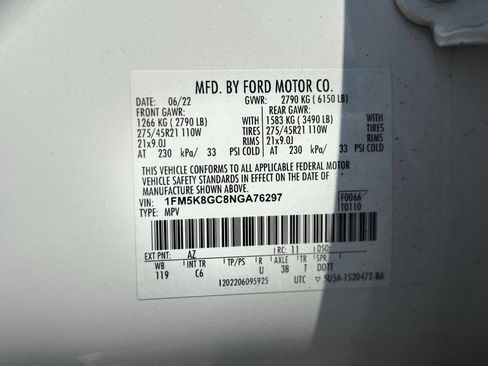 MFD. BY FORD MOTOR CO.
DATE: 06/22 GVWR: 2790 KG ( 6150 LB)
FRONT GAWR: REAR GAWR:
1266 KG ( 2790 LB) 1583 KG ( 3490 LB)
275/45R21 110W TIRES 275/45R21 110W TIRES
21x9.0J RIMS 21x9.0J RIMS
AT 230 kPa/ 33 PSI COLD AT 230 kPa/ 33 PSI COLD
THIS VEHICLE CONFORMS TO ALL APPLICABLE FEDERAL MOTOR
VEHICLE SAFETY STANDARDS IN EFFECT ON THE DATE OF
MANUFACTURE SHOWN ABOVE.
VIN: 1FM5K8GC8NGA76297 F0066
TYPE: MPV T0110
EXT PNT: AZ RC: 11 DSO:
WB INT TR TP/PS R AXLE TR SPR
119 C6 U 3B T DDTT
1202206095925 UTC ▽ 5U5A-1520472-BA